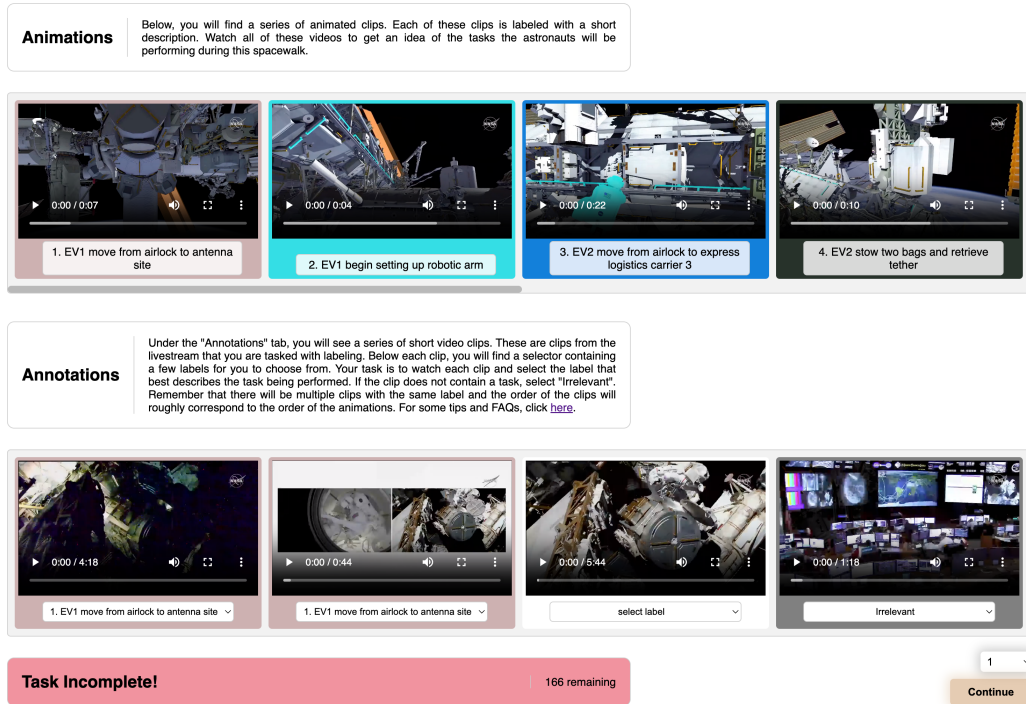 Animations
Below, you will find a series of animated clips. Each of these clips is labeled with a short
description. Watch all of these videos to get an idea of the tasks the astronauts will be
performing during this spacewalk.
0:00 / 0:07
0:00 / 0:04
0:00 / 0:22
0:00 / 0:10
1. EV1 move from airlock to antenna
site
2. EV1 begin setting up robotic arm
3. EV2 move from airlock to express
logistics carrier 3
4. EV2 stow two bags and retrieve
tether
Annotations
Under the "Annotations" tab, you will see a series of short video clips. These are clips from the
livestream that you are tasked with labeling. Below each clip, you will find a selector containing
a few labels for you to choose from. Your task is to watch each clip and select the label that
best describes the task being performed. If the clip does not contain a task, select "Irrelevant".
Remember that there will be multiple clips with the same label and the order of the clips will
roughly correspond to the order of the animations. For some tips and FAQs, click here.
0:00 / 4:18
0:00 / 0:44
0:00 / 5:44
0:00 / 1:18
1. EV1 move from airlock to antenna site
1. EV1 move from airlock to antenna site
select label
Irrelevant
Task Incomplete!
166 remaining
1
Continue